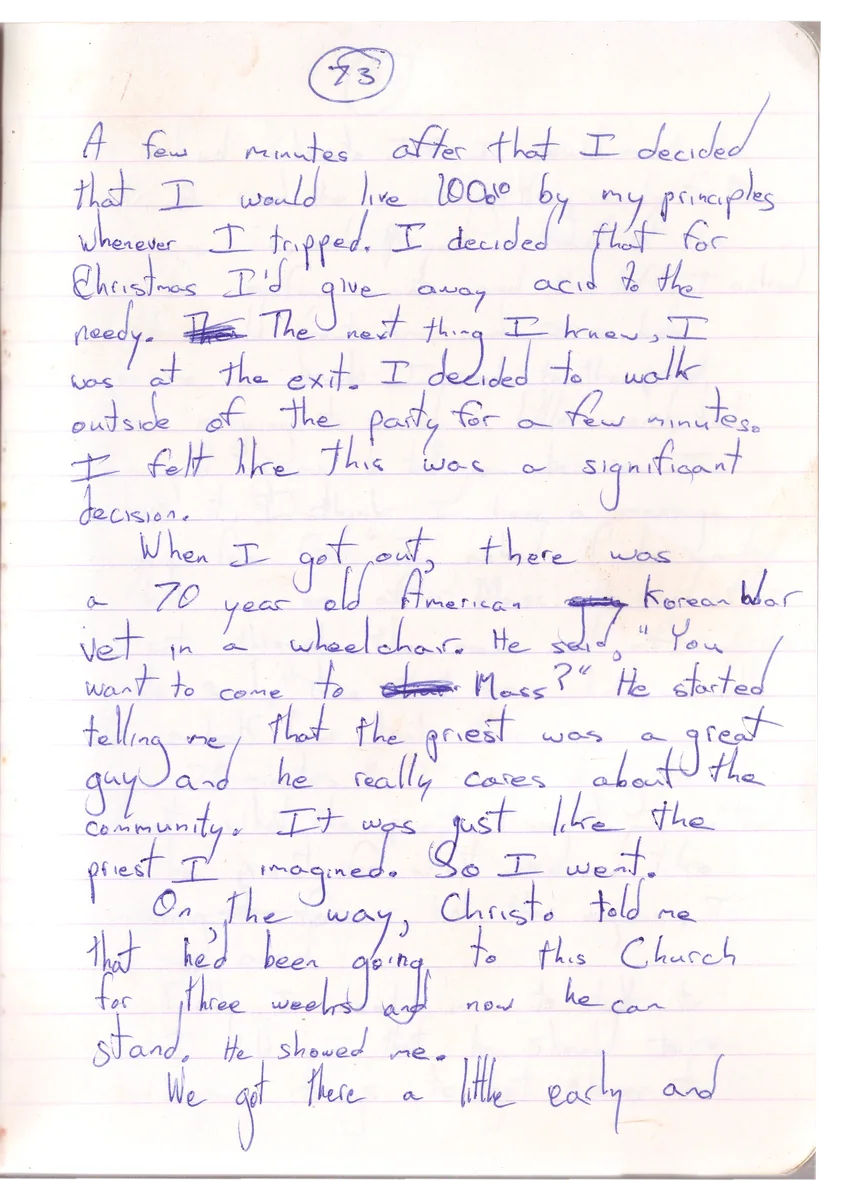 73
A few minutes after that I decided
that I would live 100% by my principles
whenever I tripped. I decided that for
Christmas I'd give away acid to the
needy. The next thing I knew, I
was at the exit. I decided to walk
outside of the party for a few minutes.
I felt like this was a significant
decision.
When I got out, there was
a 70 year old American Korean War
vet in a wheelchair. He said, "You
want to come to Mass?" He started
telling me, that the priest was a great
guy and he really cares about the
community. It was just like the
priest I imagined. So I went.
On the way, Christo told me
that he'd been going to this Church
for three weeks and now he can
stand. He showed me.
We got there a little early and